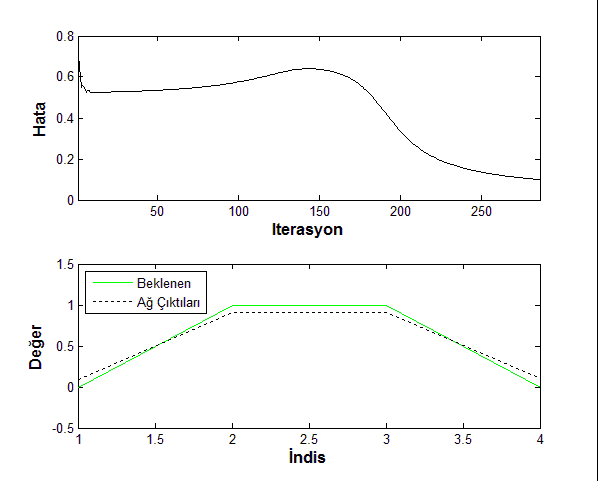 0.8
0.6
0.4
0.2
0
Hata
50 100 150 200 250
Iterasyon
1.5
1
0.5
0
-0.5
Değer
Beklenen
Ağ Çıktıları
1 1.5 2 2.5 3 3.5 4
İndis